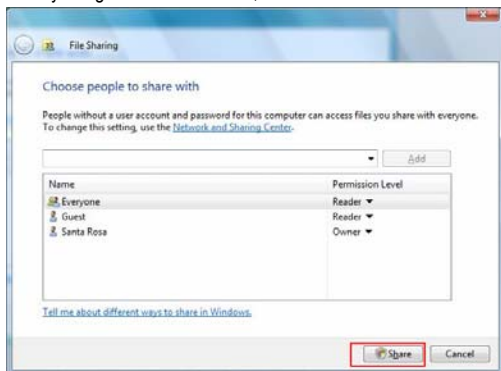 File Sharing
Choose people to share with
People without a user account and password for this computer can access files you share with everyone.
To change this setting, use the Network and Sharing Center.
Add
Name Permission Level
Everyone Reader
Guest Reader
Santa Rosa Owner
Tell me about different ways to share in Windows.
Share Cancel